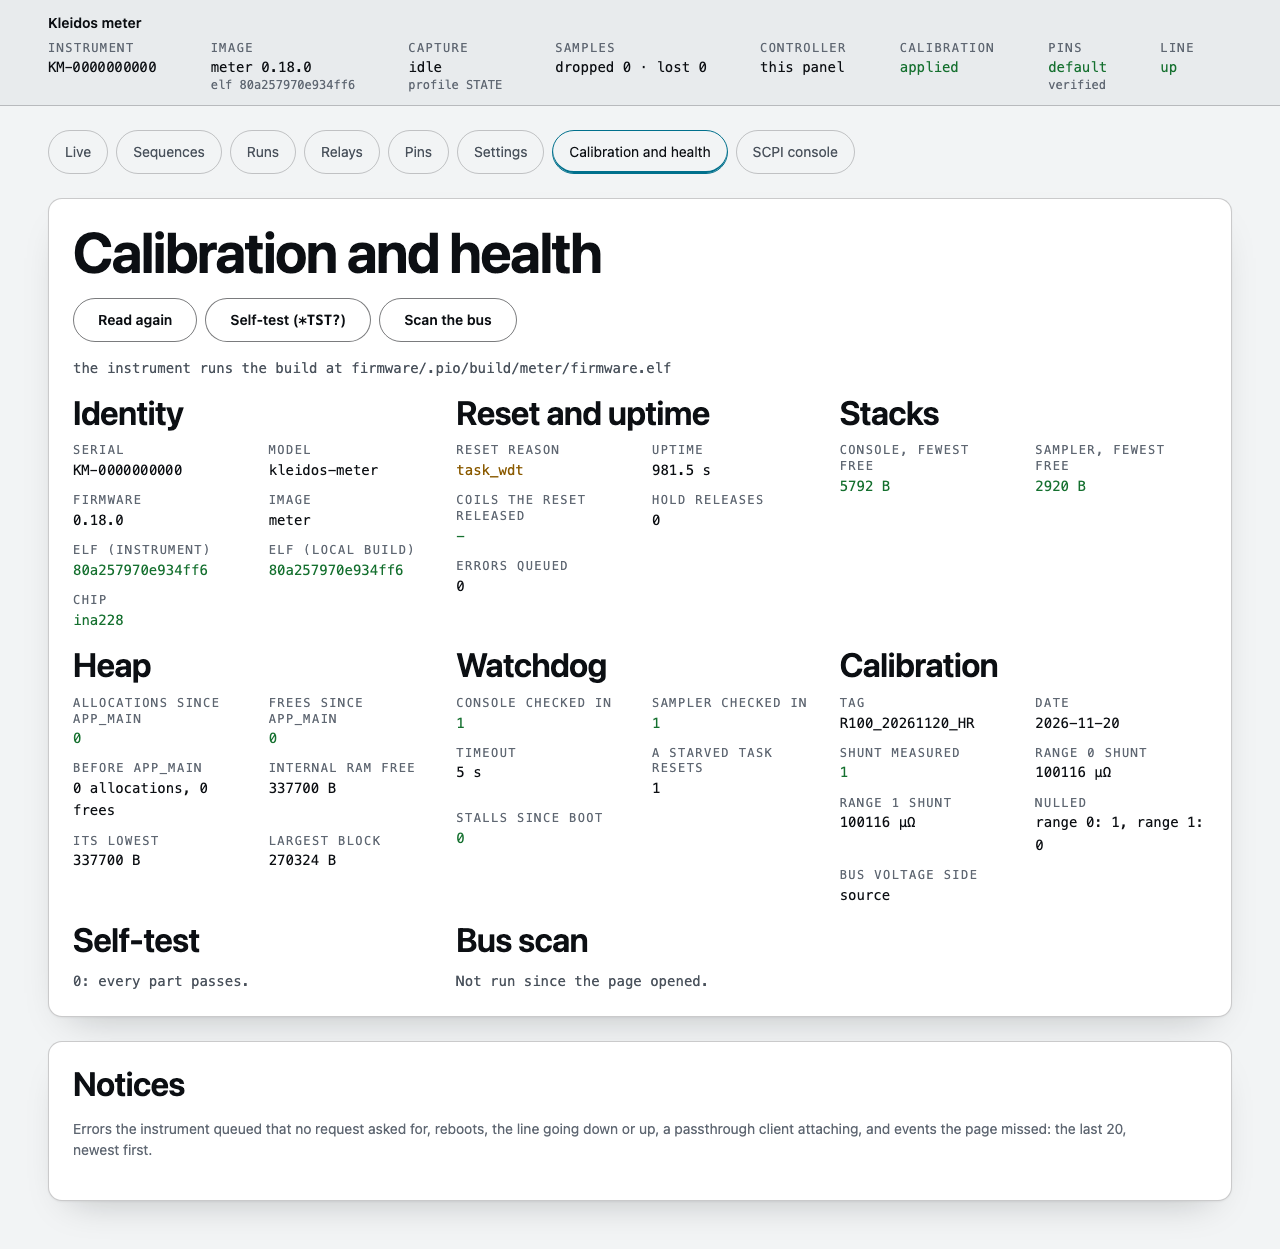 Kleidos meter
INSTRUMENT
KM-0000000000
IMAGE
meter 0.18.0
elf 80a257970e934ff6
CAPTURE
idle
profile STATE
SAMPLES
dropped 0 · lost 0
CONTROLLER
this panel
CALIBRATION
applied
PINS
default
verified
LINE
up
Live
Sequences
Runs
Relays
Pins
Settings
Calibration and health
SCPI console
Calibration and health
Read again
Self-test (*TST?)
Scan the bus
the instrument runs the build at firmware/.pio/build/meter/firmware.elf
Identity
SERIAL
KM-0000000000
MODEL
kleidos-meter
FIRMWARE
0.18.0
IMAGE
meter
ELF (INSTRUMENT)
80a257970e934ff6
ELF (LOCAL BUILD)
80a257970e934ff6
CHIP
ina228
Reset and uptime
RESET REASON
task_wdt
UPTIME
981.5 s
COILS THE RESET
RELEASED
–
HOLD RELEASES
0
ERRORS QUEUED
0
Stacks
CONSOLE, FEWEST
FREE
5792 B
SAMPLER, FEWEST
FREE
2920 B
Heap
ALLOCATIONS SINCE
APP_MAIN
0
FREES SINCE
APP_MAIN
0
BEFORE APP_MAIN
0 allocations, 0
frees
INTERNAL RAM FREE
337700 B
ITS LOWEST
337700 B
LARGEST BLOCK
270324 B
Watchdog
CONSOLE CHECKED IN
1
SAMPLER CHECKED IN
1
TIMEOUT
5 s
A STARVED TASK
RESETS
1
STALLS SINCE BOOT
0
Calibration
TAG
R100_20261120_HR
DATE
2026-11-20
SHUNT MEASURED
1
RANGE 0 SHUNT
100116 µΩ
RANGE 1 SHUNT
100116 µΩ
NULLED
range 0: 1, range 1:
0
BUS VOLTAGE SIDE
source
Self-test
0: every part passes.
Bus scan
Not run since the page opened.
Notices
Errors the instrument queued that no request asked for, reboots, the line going down or up, a passthrough client attaching, and events the page missed: the last 20,
newest first.